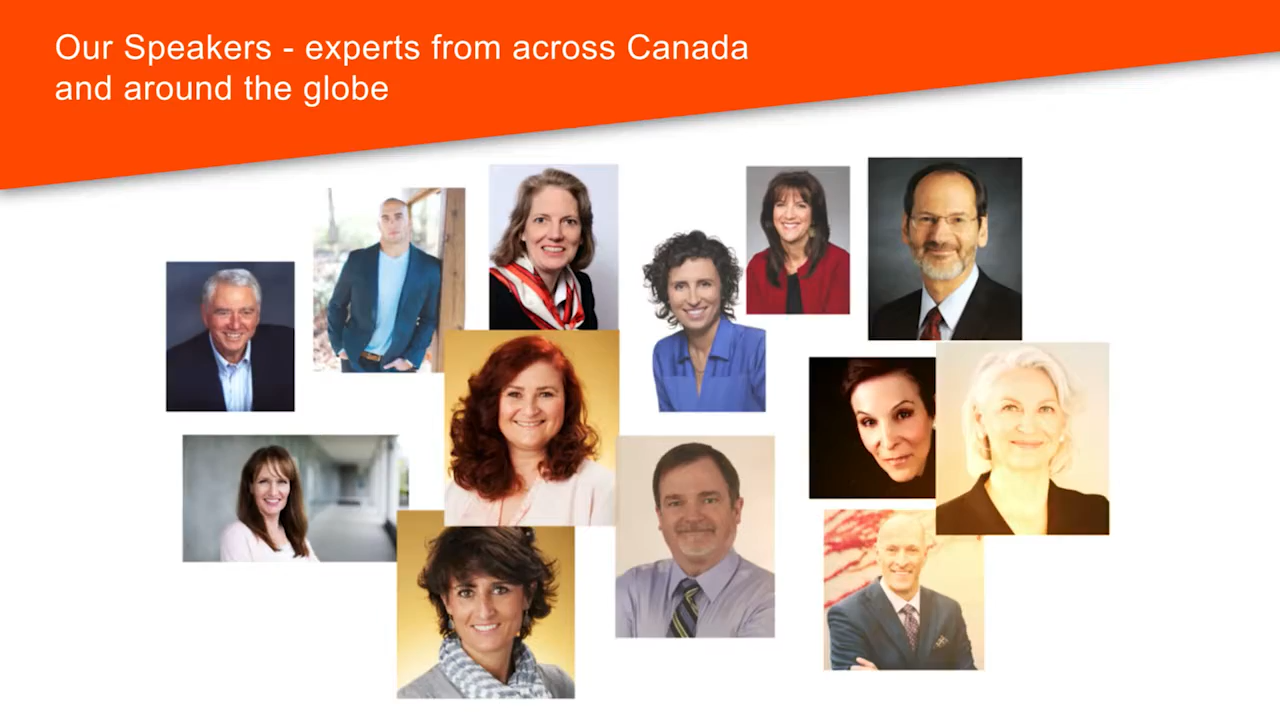 Our Speakers - experts from across Canada
and around the globe